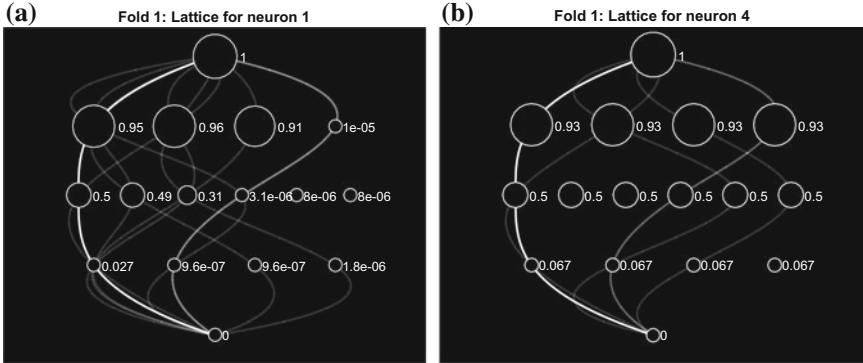 (a) Fold 1: Lattice for neuron 1
1
0.95 0.96 0.91 1e-05
0.5 0.49 0.31 3.1e-06 8e-06 8e-06
0.027 9.6e-07 9.6e-07 1.8e-06
0
(b) Fold 1: Lattice for neuron 4
1
0.93 0.93 0.93 0.93
0.5 0.5 0.5 0.5 0.5 0.5
0.067 0.067 0.067 0.067
0